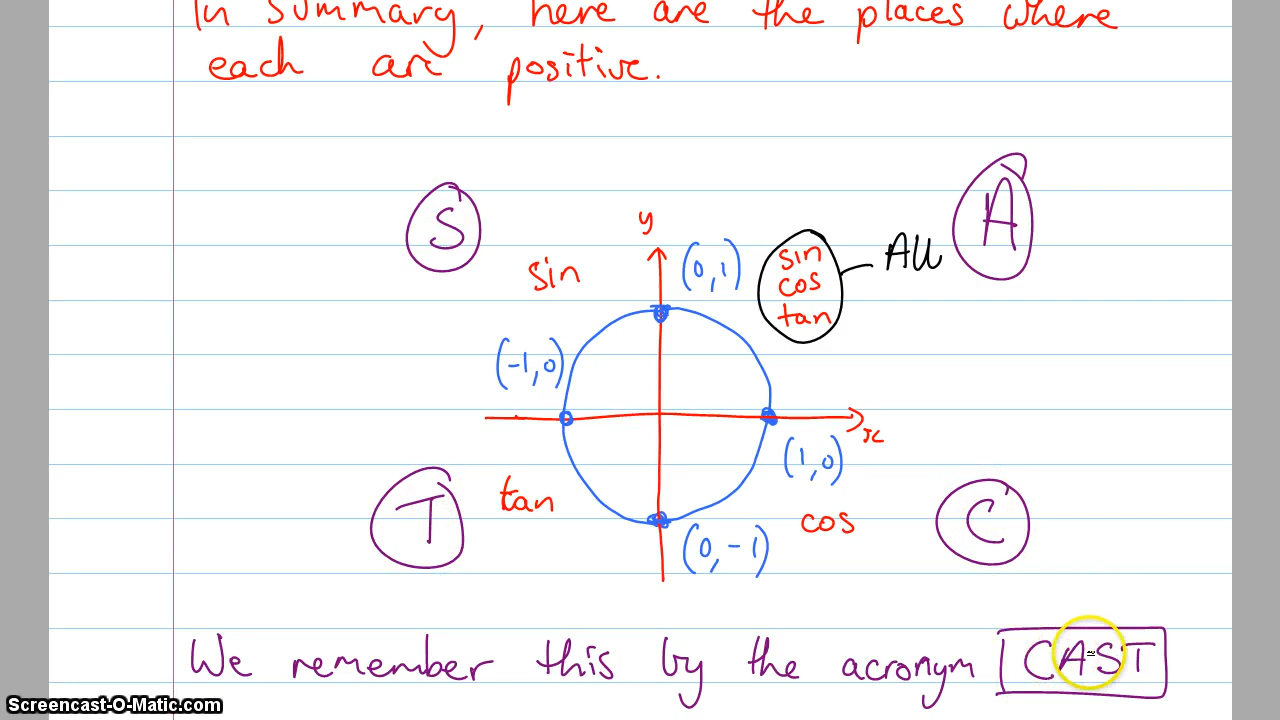 In summary, here are the places where
each are positive.
S
A
y
(0,1)
sin
cos
tan
All
sin
(-1,0)
x
(1,0)
T
tan
cos
C
(0,-1)
We remember this by the acronym CAST
Screencast-O-Matic.com